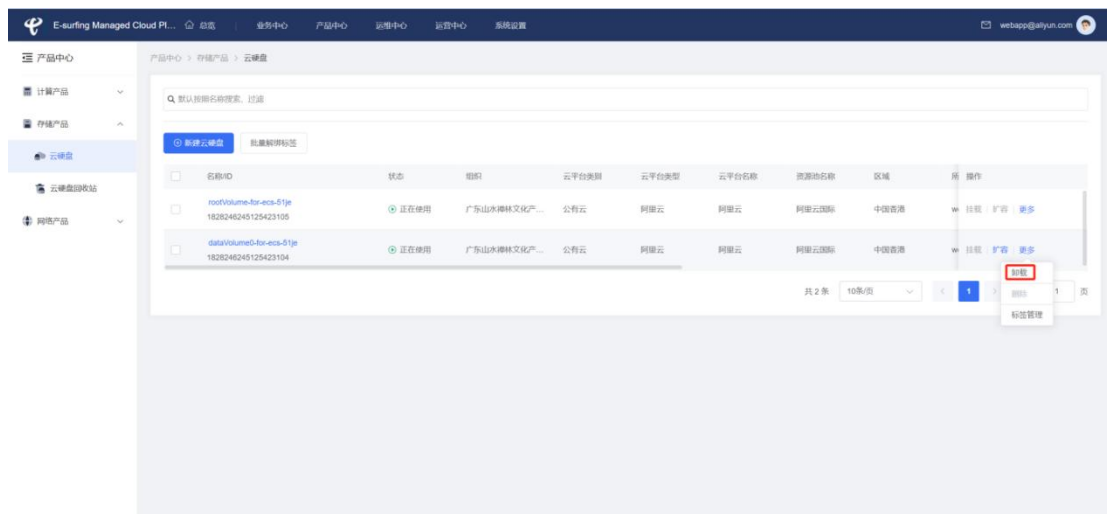 E-surfing Managed Cloud Pl... 总览 业务中心 产品中心 运维中心 运营中心 系统设置 webapp@aliyun.com
产品中心
产品中心 > 存储产品 > 云硬盘
计算产品
默认按照名称搜索、过滤
存储产品
新建云硬盘 批量解绑标签
云硬盘
名称/ID 状态 组织 云平台类别 云平台类型 云平台名称 资源池名称 区域 所 操作
云硬盘回收站
rootVolume-for-ecs-51je
1828246245125423105 正在使用 广东山水禅林文化产... 公有云 阿里云 阿里云 阿里云国际 中国香港 w 挂载 扩容 更多
网络产品
dataVolume0-for-ecs-51je
1828246245125423104 正在使用 广东山水禅林文化产... 公有云 阿里云 阿里云 阿里云国际 中国香港 w 挂载 扩容 更多
卸载
共 2 条 10条/页 < 1 > 1 页
删除
标签管理